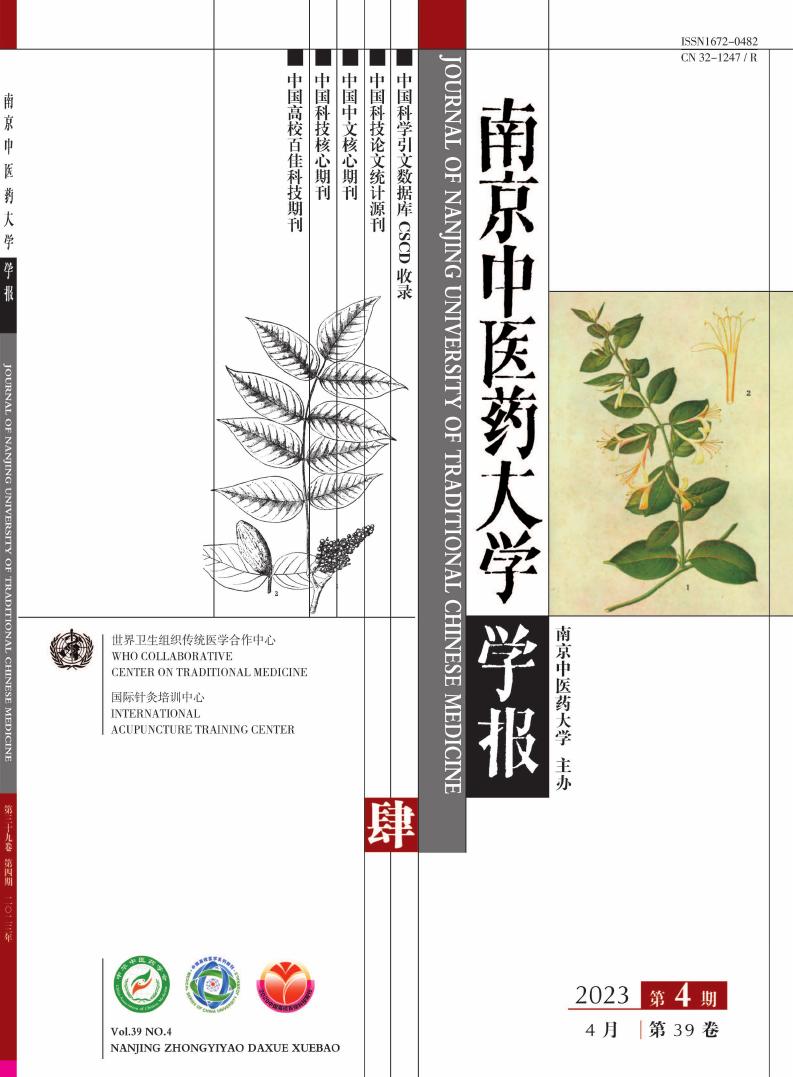 ISSN1672-0482
CN 32-1247 / R
中国科学引文数据库CSCD收录
中国科技论文统计源刊
中国中文核心期刊
中国科技核心期刊
中国高校百佳科技期刊
南京中医药大学
学报
JOURNAL OF NANJING UNIVERSITY OF TRADITIONAL CHINESE MEDICINE
南京中医药大学 主办
肆
2
1
2
世界卫生组织传统医学合作中心
WHO COLLABORATIVE
CENTER ON TRADITIONAL MEDICINE
国际针灸培训中心
INTERNATIONAL
ACUPUNCTURE TRAINING CENTER
Vol.39 NO.4
NANJING ZHONGYIYAO DAXUE XUEBAO
2023 第 4 期
4 月 第 39 卷
南京中医药大学
学报
JOURNAL OF NANJING UNIVERSITY OF TRADITIONAL CHINESE MEDICINE
第三十九卷 第四期 二〇二三年